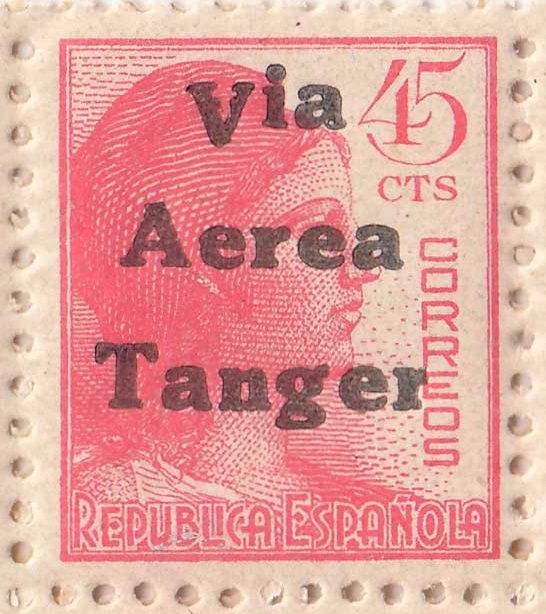 Via
45
CTS
Aerea
CORREOS
Tanger
REPUBLICA ESPAÑOLA